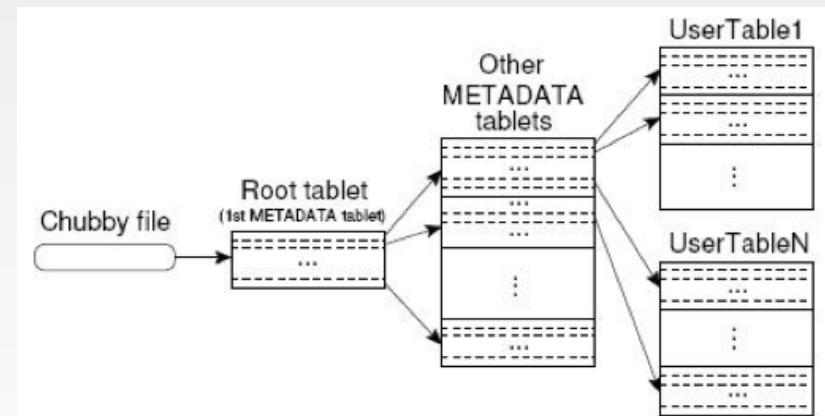 Chubby file
Root tablet
(1st METADATA tablet)
...
Other
METADATA
tablets
...
...
...
⋮
...
UserTable1
...
...
⋮
UserTableN
...
⋮
...